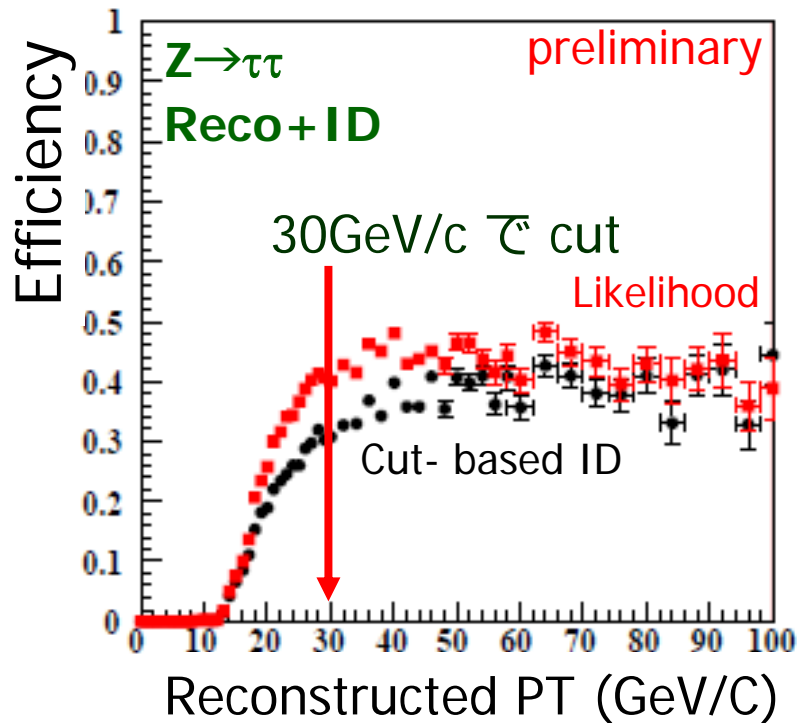 Efficiency
1
0.9
0.8
0.7
0.6
0.5
0.4
0.3
0.2
0.1
0
Z→ττ
Reco+ID
preliminary
30GeV/c で cut
Likelihood
Cut- based ID
0 10 20 30 40 50 60 70 80 90 100
Reconstructed PT (GeV/C)